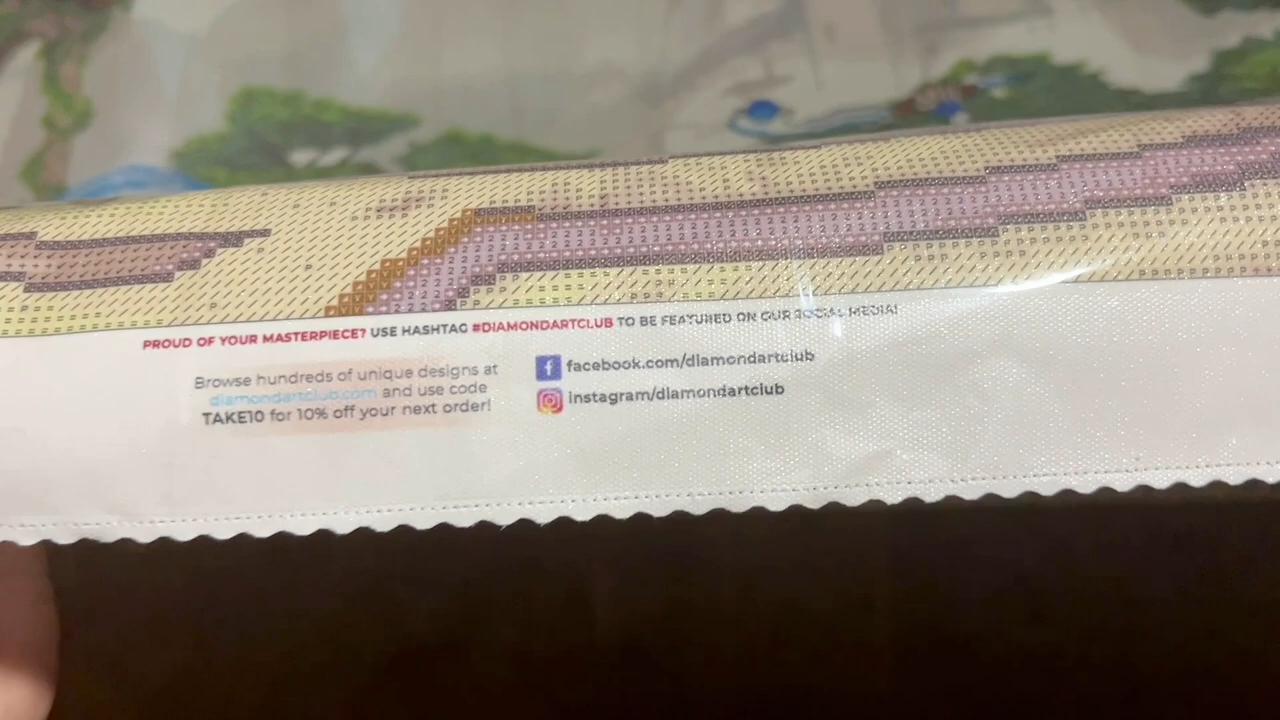 PROUD OF YOUR MASTERPIECE? USE HASHTAG #DIAMONDARTCLUB TO BE FEATURED ON OUR SOCIAL MEDIA!
Browse hundreds of unique designs at
diamondartclub.com and use code
TAKE10 for 10% off your next order!
facebook.com/diamondartclub
instagram/diamondartclub